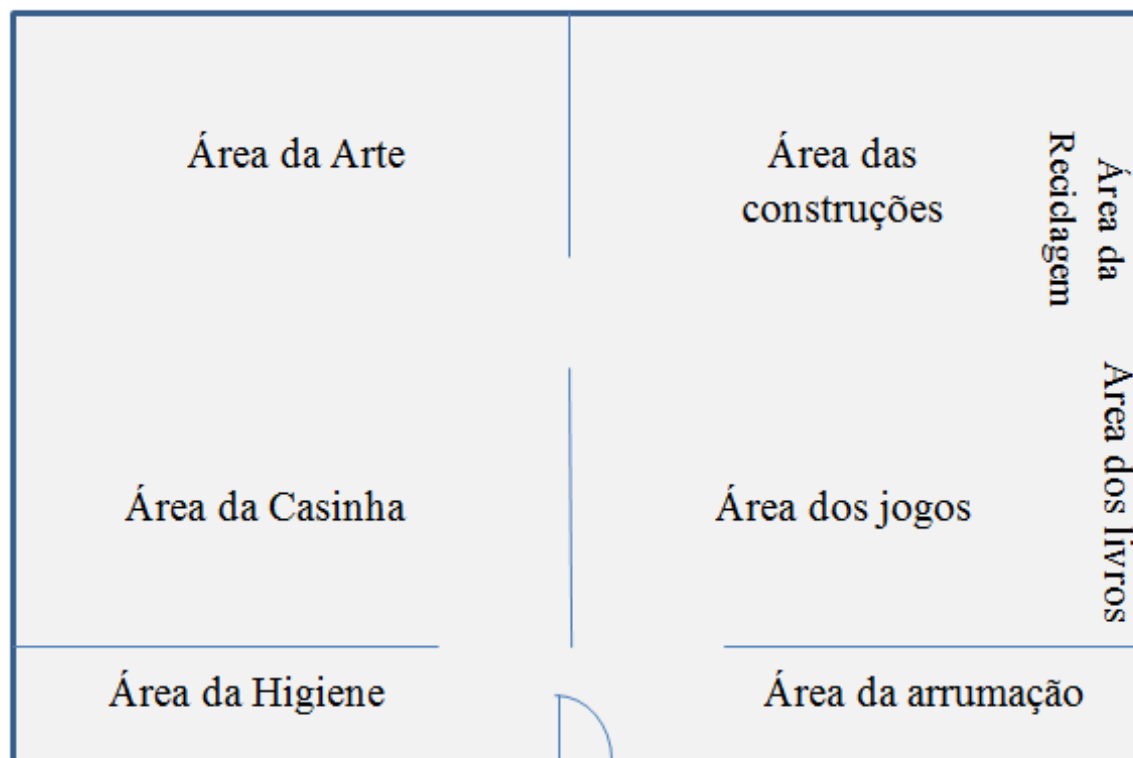 Área da Arte
Área das
construções
Área da
Reciclagem
Área da Casinha
Área dos jogos
Área dos livros
Área da Higiene
Área da arrumação